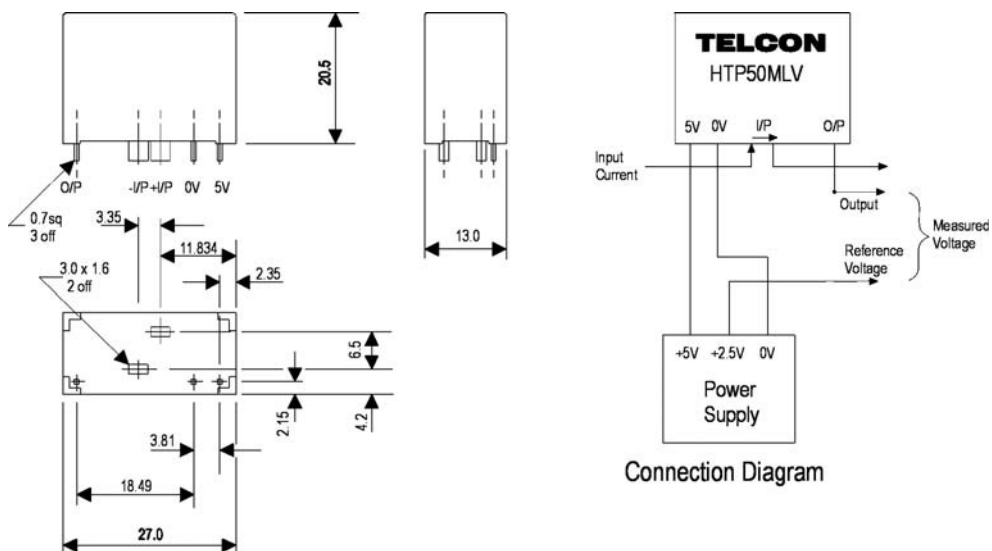 20.5
O/P
-I/P
+I/P
0V
5V
0.7sq
3 off
3.35
11.834
3.0 x 1.6
2 off
2.35
6.5
2.15
4.2
3.81
18.49
27.0
13.0
TELCON
HTP50MLV
5V
0V
I/P
O/P
Input
Current
Output
Measured
Voltage
Reference
Voltage
+5V
+2.5V
0V
Power
Supply
Connection Diagram